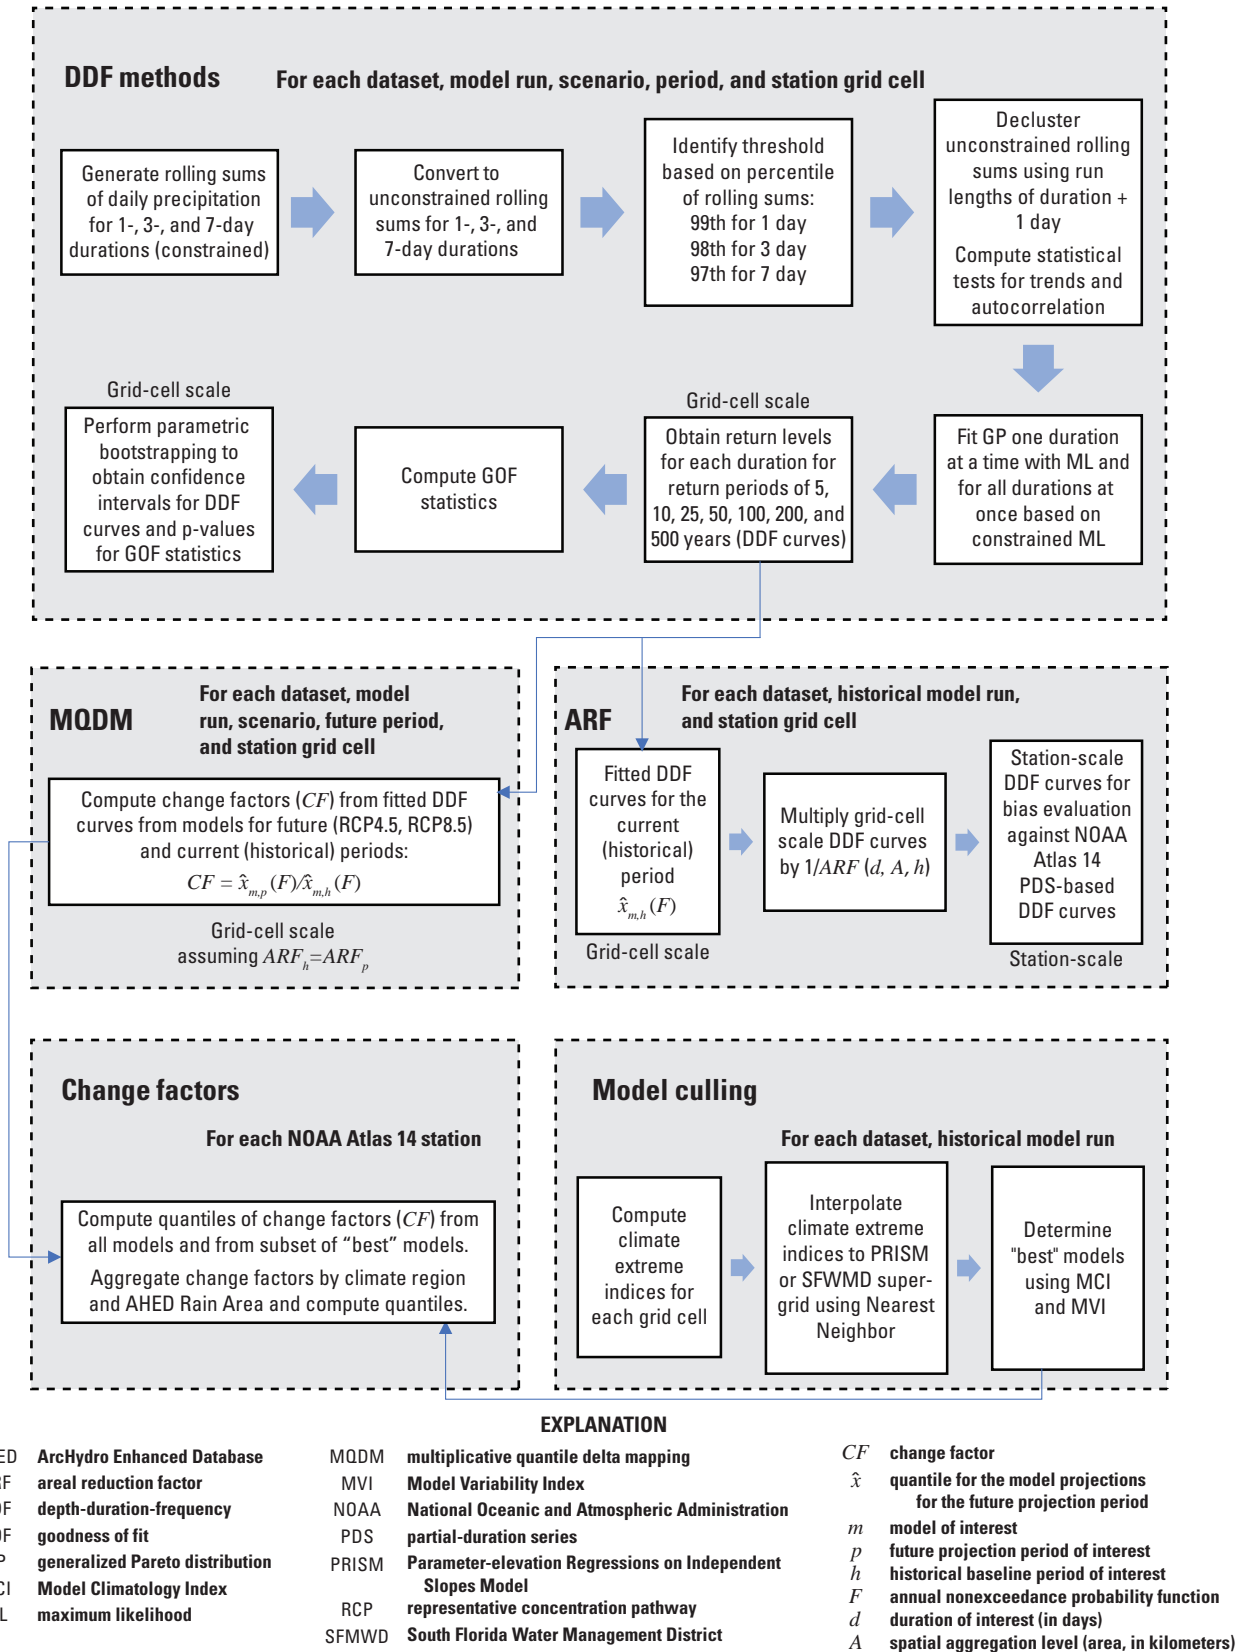 DDF methods
For each dataset, model run, scenario, period, and station grid cell
Generate rolling sums
of daily precipitation
for 1-, 3-, and 7-day
durations (constrained)
Convert to
unconstrained rolling
sums for 1-, 3-, and
7-day durations
Identify threshold
based on percentile
of rolling sums:
99th for 1 day
98th for 3 day
97th for 7 day
Decluster
unconstrained rolling
sums using run
lengths of duration +
1 day
Compute statistical
tests for trends and
autocorrelation
Grid-cell scale
Perform parametric
bootstrapping to
obtain confidence
intervals for DDF
curves and p-values
for GOF statistics
Compute GOF
statistics
Grid-cell scale
Obtain return levels
for each duration for
return periods of 5,
10, 25, 50, 100, 200, and
500 years (DDF curves)
Fit GP one duration
at a time with ML and
for all durations at
once based on
constrained ML
MQDM
For each dataset, model
run, scenario, future period,
and station grid cell
Compute change factors (CF) from fitted DDF
curves from models for future (RCP4.5, RCP8.5)
and current (historical) periods:
CF = x̂m,p (F)/x̂m,h (F)
Grid-cell scale
assuming ARFh=ARFp
ARF
For each dataset, historical model run,
and station grid cell
Fitted DDF
curves for the
current
(historical)
period
x̂m,h (F)
Grid-cell scale
Multiply grid-cell
scale DDF curves
by 1/ARF (d, A, h)
Station-scale
DDF curves for
bias evaluation
against NOAA
Atlas 14
PDS-based
DDF curves
Station-scale
Change factors
For each NOAA Atlas 14 station
Compute quantiles of change factors (CF) from
all models and from subset of “best” models.
Aggregate change factors by climate region
and AHED Rain Area and compute quantiles.
Model culling
For each dataset, historical model run
Compute
climate
extreme
indices for
each grid cell
Interpolate
climate extreme
indices to PRISM
or SFWMD super-
grid using Nearest
Neighbor
Determine
"best" models
using MCI
and MVI
EXPLANATION
ED ArcHydro Enhanced Database
RF areal reduction factor
DF depth-duration-frequency
OF goodness of fit
P generalized Pareto distribution
CI Model Climatology Index
L maximum likelihood
MQDM multiplicative quantile delta mapping
MVI Model Variability Index
NOAA National Oceanic and Atmospheric Administration
PDS partial-duration series
PRISM Parameter-elevation Regressions on Independent
Slopes Model
RCP representative concentration pathway
SFMWD South Florida Water Management District
CF change factor
x̂ quantile for the model projections
for the future projection period
m model of interest
p future projection period of interest
h historical baseline period of interest
F annual nonexceedance probability function
d duration of interest (in days)
A spatial aggregation level (area, in kilometers)